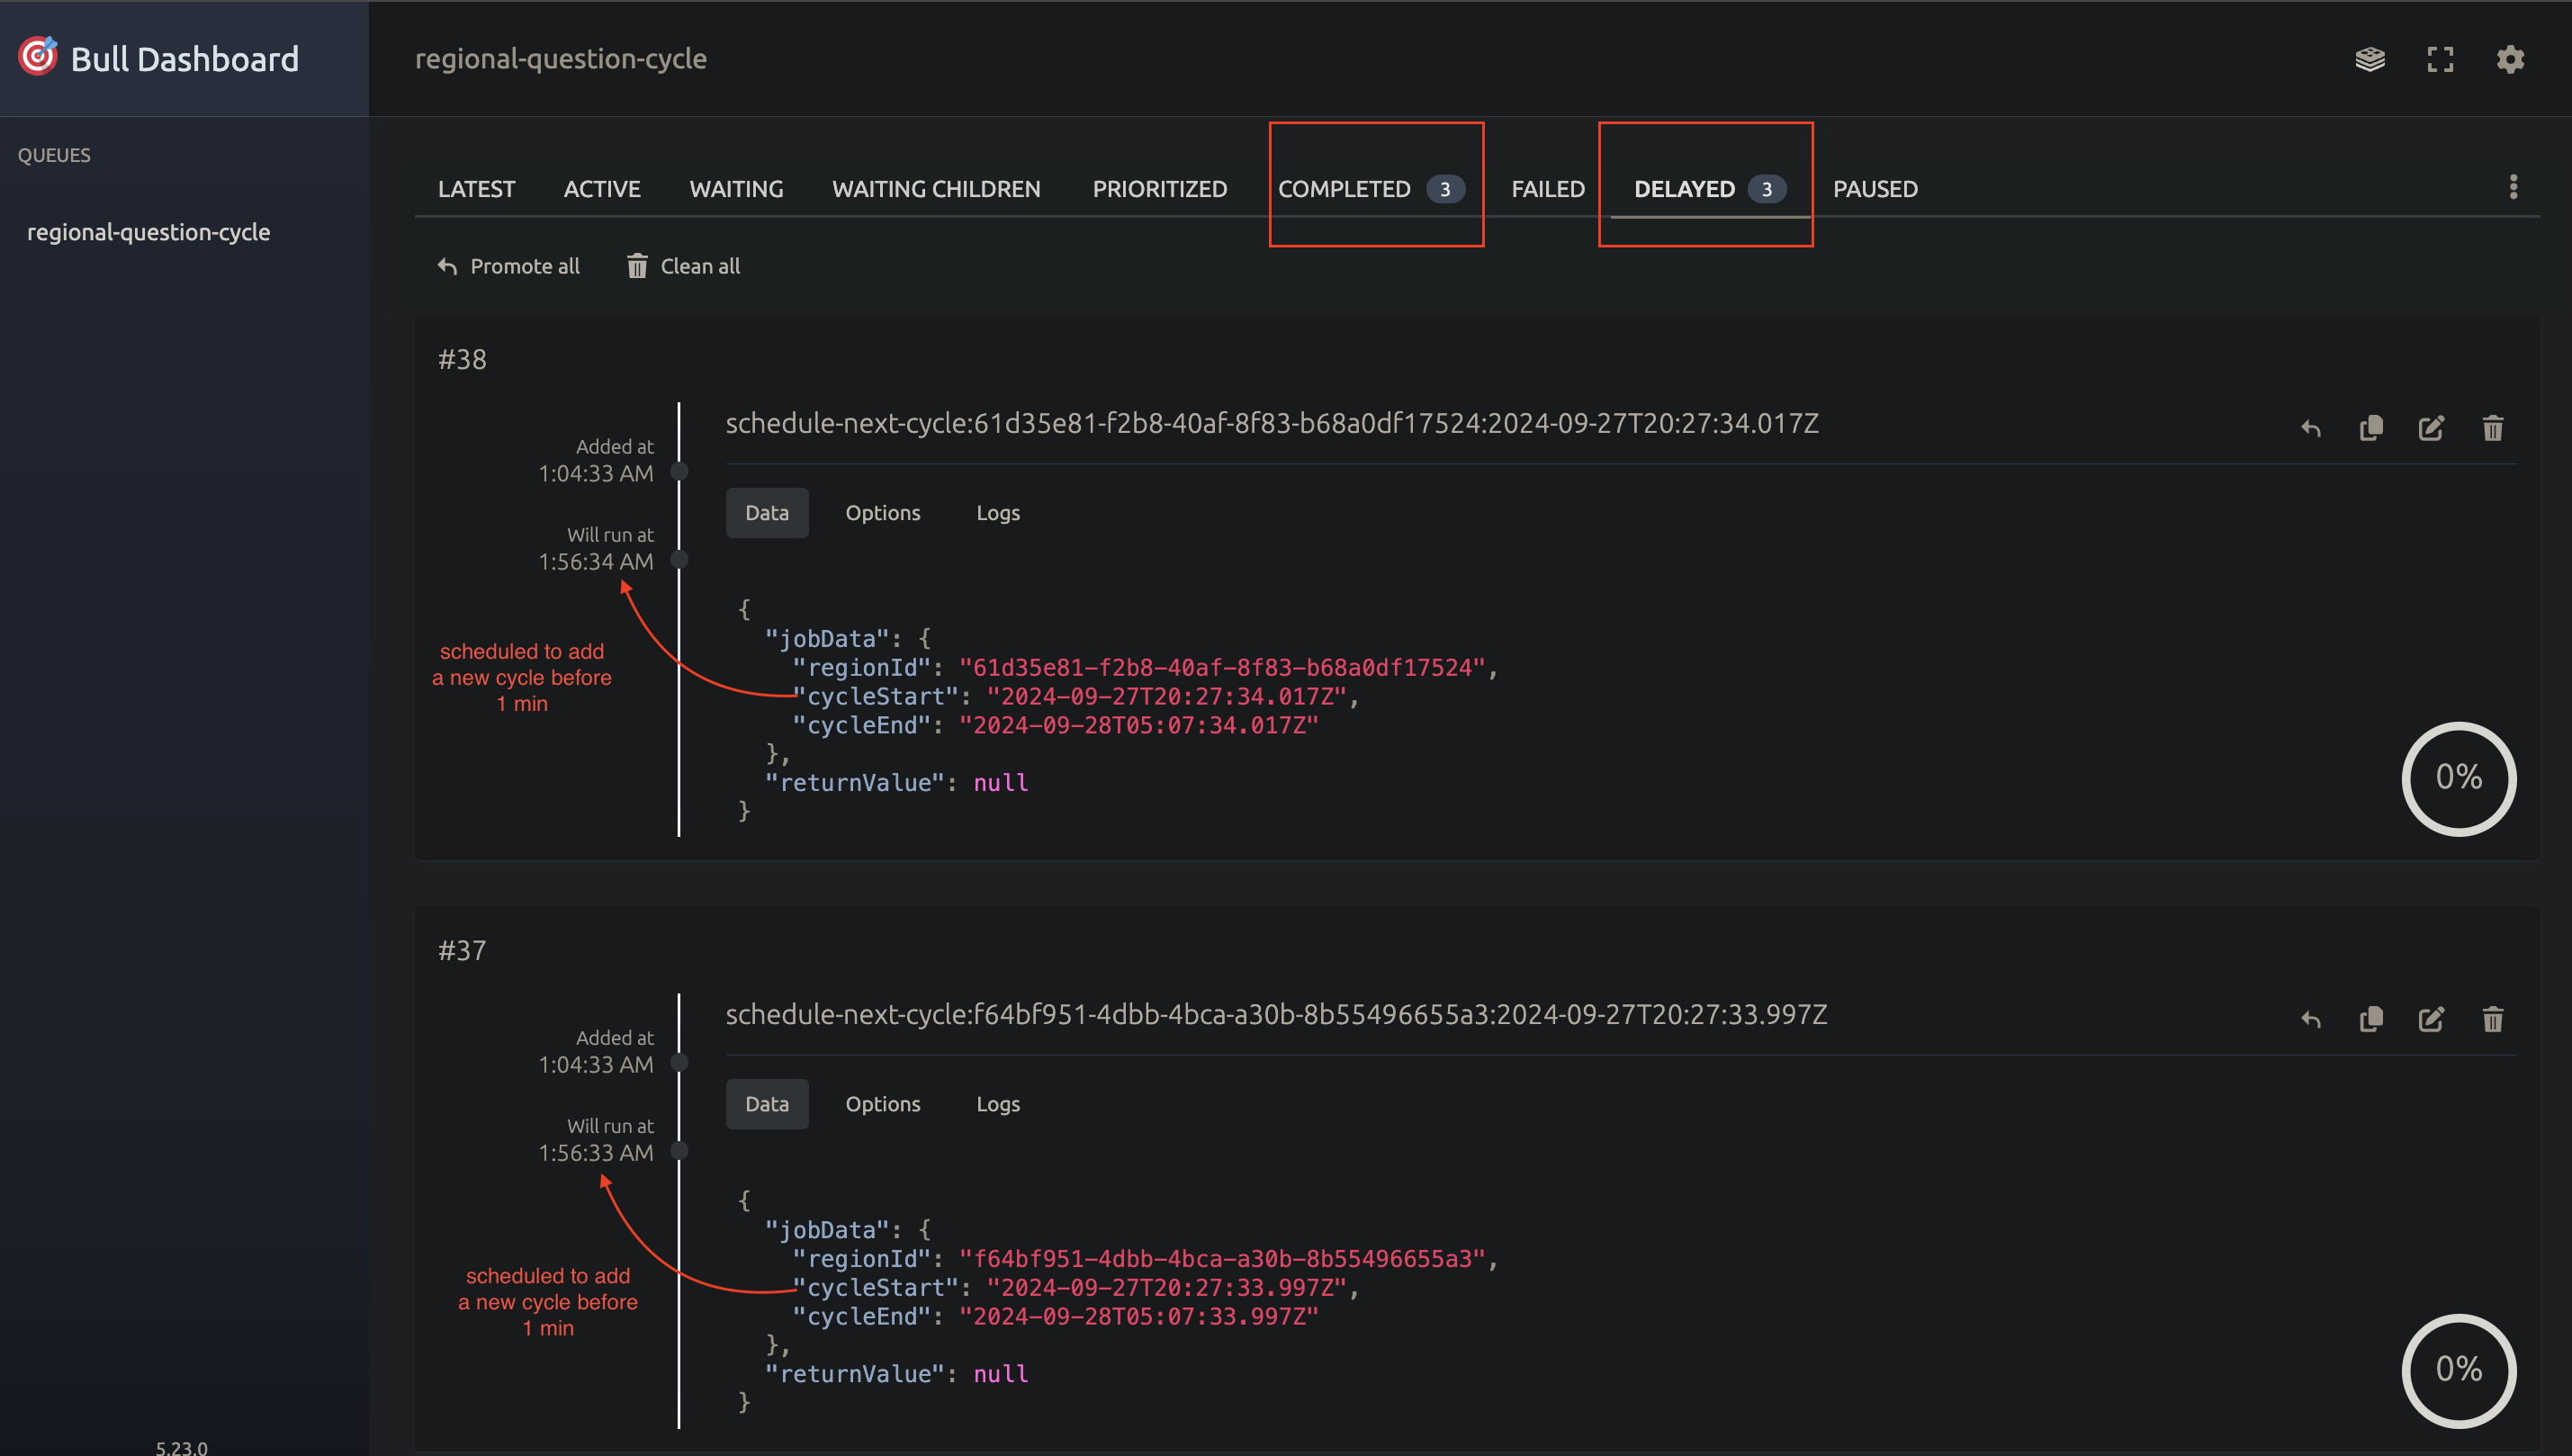 Bull Dashboard
regional-question-cycle
QUEUES
regional-question-cycle
LATEST ACTIVE WAITING WAITING CHILDREN PRIORITIZED COMPLETED 3 FAILED DELAYED 3 PAUSED
Promote all Clean all
#38
schedule-next-cycle:61d35e81-f2b8-40af-8f83-b68a0df17524:2024-09-27T20:27:34.017Z
Added at
1:04:33 AM
Data Options Logs
Will run at
1:56:34 AM
scheduled to add
a new cycle before
1 min
{
"jobData": {
"regionId": "61d35e81-f2b8-40af-8f83-b68a0df17524",
"cycleStart": "2024-09-27T20:27:34.017Z",
"cycleEnd": "2024-09-28T05:07:34.017Z"
},
"returnValue": null
}
0%
#37
schedule-next-cycle:f64bf951-4dbb-4bca-a30b-8b55496655a3:2024-09-27T20:27:33.997Z
Added at
1:04:33 AM
Data Options Logs
Will run at
1:56:33 AM
scheduled to add
a new cycle before
1 min
{
"jobData": {
"regionId": "f64bf951-4dbb-4bca-a30b-8b55496655a3",
"cycleStart": "2024-09-27T20:27:33.997Z",
"cycleEnd": "2024-09-28T05:07:33.997Z"
},
"returnValue": null
}
0%
5.23.0